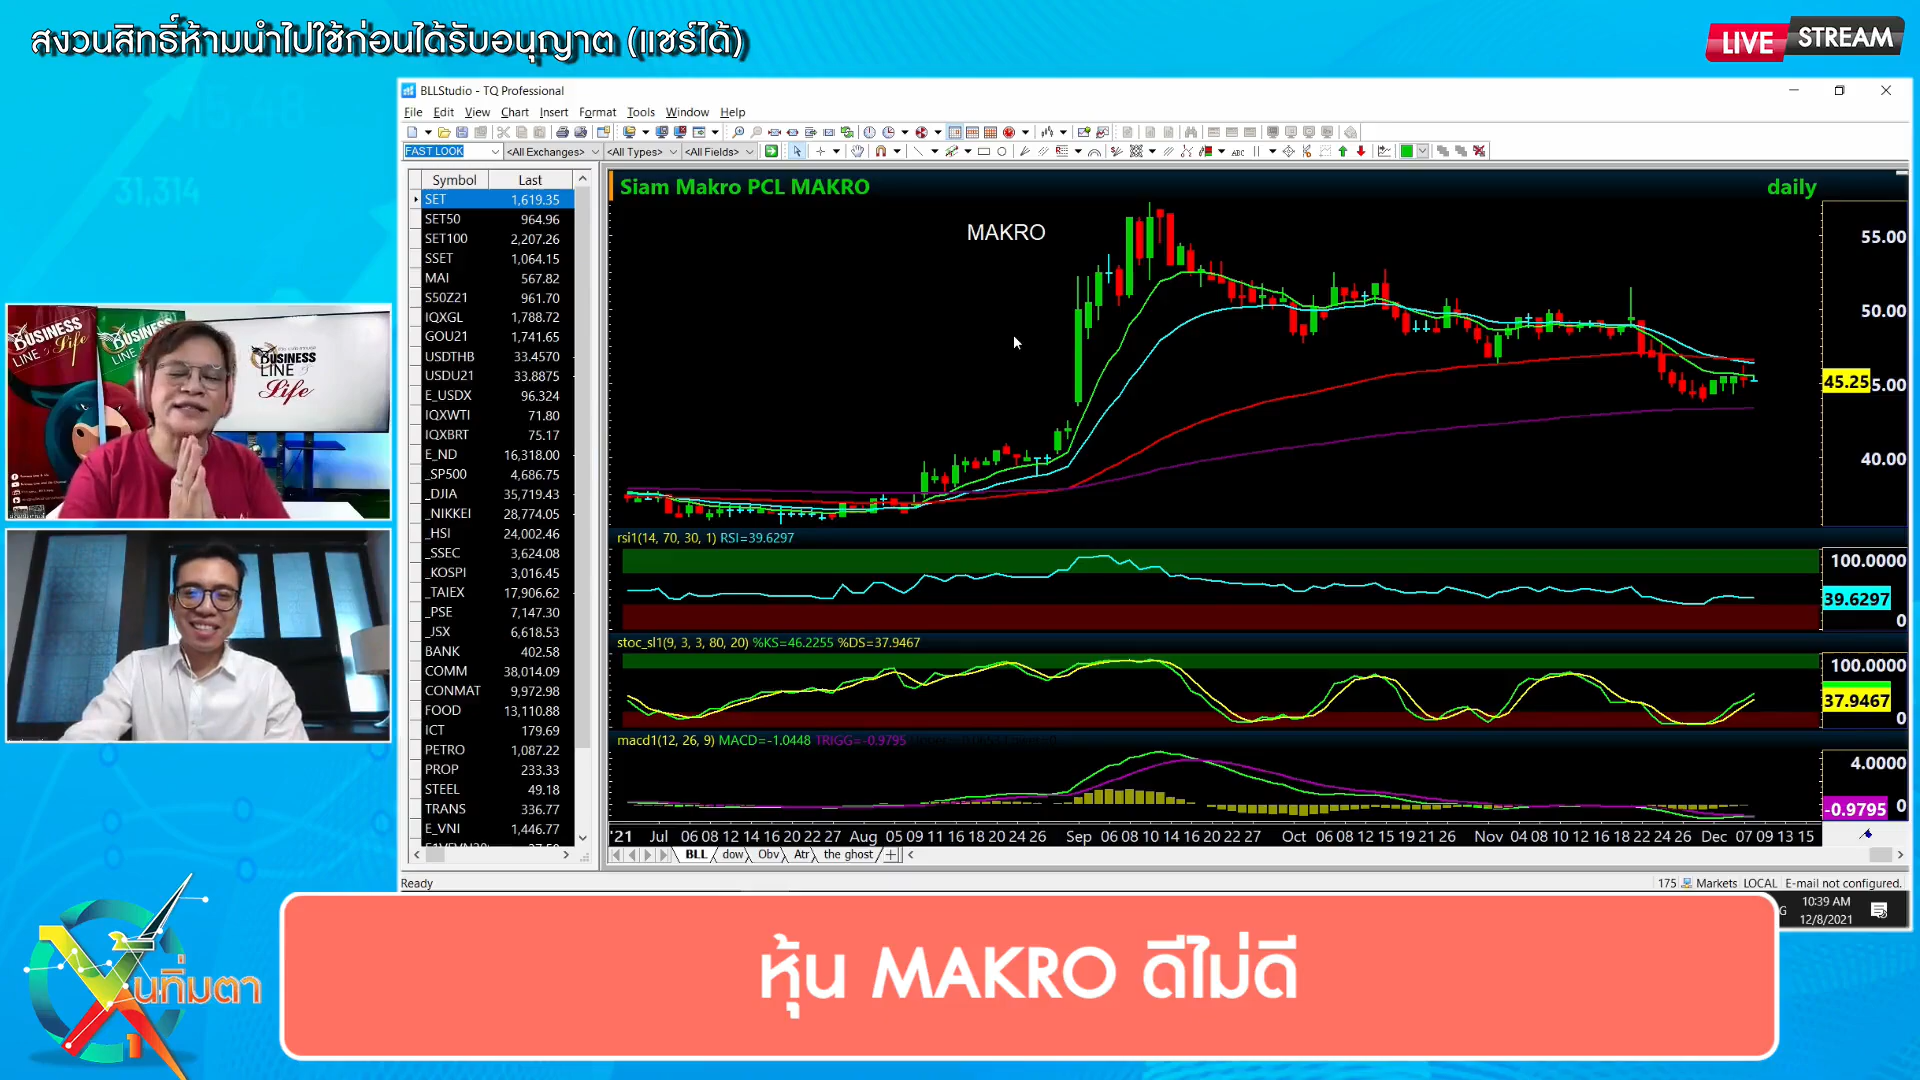 สงวนสิทธิ์ห้ามนำไปใช้ก่อนได้รับอนุญาต (แชร์ได้)
LIVE STREAM
BLLStudio - TQ Professional
File Edit View Chart Insert Format Tools Window Help
FAST LOOK <All Exchanges> <All Types> <All Fields>
Symbol Last
SET 1,619.35
SET50 964.96
SET100 2,207.26
SSET 1,064.15
MAI 567.82
S50Z21 961.70
IQXGL 1,788.72
GOU21 1,741.65
USDTHB 33.4570
USDU21 33.8875
E_USDX 96.324
IQXWTI 71.80
IQXBRT 75.17
E_ND 16,318.00
_SP500 4,686.75
_DJIA 35,719.43
_NIKKEI 28,774.05
_HSI 24,002.46
_SSEC 3,624.08
_KOSPI 3,016.45
_TAIEX 17,906.62
_PSE 7,147.30
_JSX 6,618.53
BANK 402.58
COMM 38,014.09
CONMAT 9,972.98
FOOD 13,110.88
ICT 179.69
PETRO 1,087.22
PROP 233.33
STEEL 49.18
TRANS 336.77
E_VNI 1,446.77
Siam Makro PCL MAKRO daily
MAKRO
55.00
50.00
45.25 5.00
40.00
rsi1(14, 70, 30, 1) RSI=39.6297
100.0000
39.6297
0
stoc_sl1(9, 3, 3, 80, 20) %KS=46.2255 %DS=37.9467
100.0000
37.9467
0
macd1(12, 26, 9) MACD=-1.0448 TRIGG=-0.9795
4.0000
-0.9795 0
'21 Jul 06 08 12 14 16 20 22 27 Aug 05 09 11 16 18 20 24 26 Sep 06 08 10 14 16 20 22 27 Oct 06 08 12 15 19 21 26 Nov 04 08 10 12 16 18 22 24 26 Dec 07 09 13 15
BLL dow Obv Atr the ghost
Ready 175 Markets LOCAL E-mail not configured.
10:39 AM
12/8/2021
BUSINESS
LINE & Life
BUSINESS
LINE
BUSINESS
LINE &
Life
หุ้น MAKRO ดีไม่ดี
Xนทิ่มตา